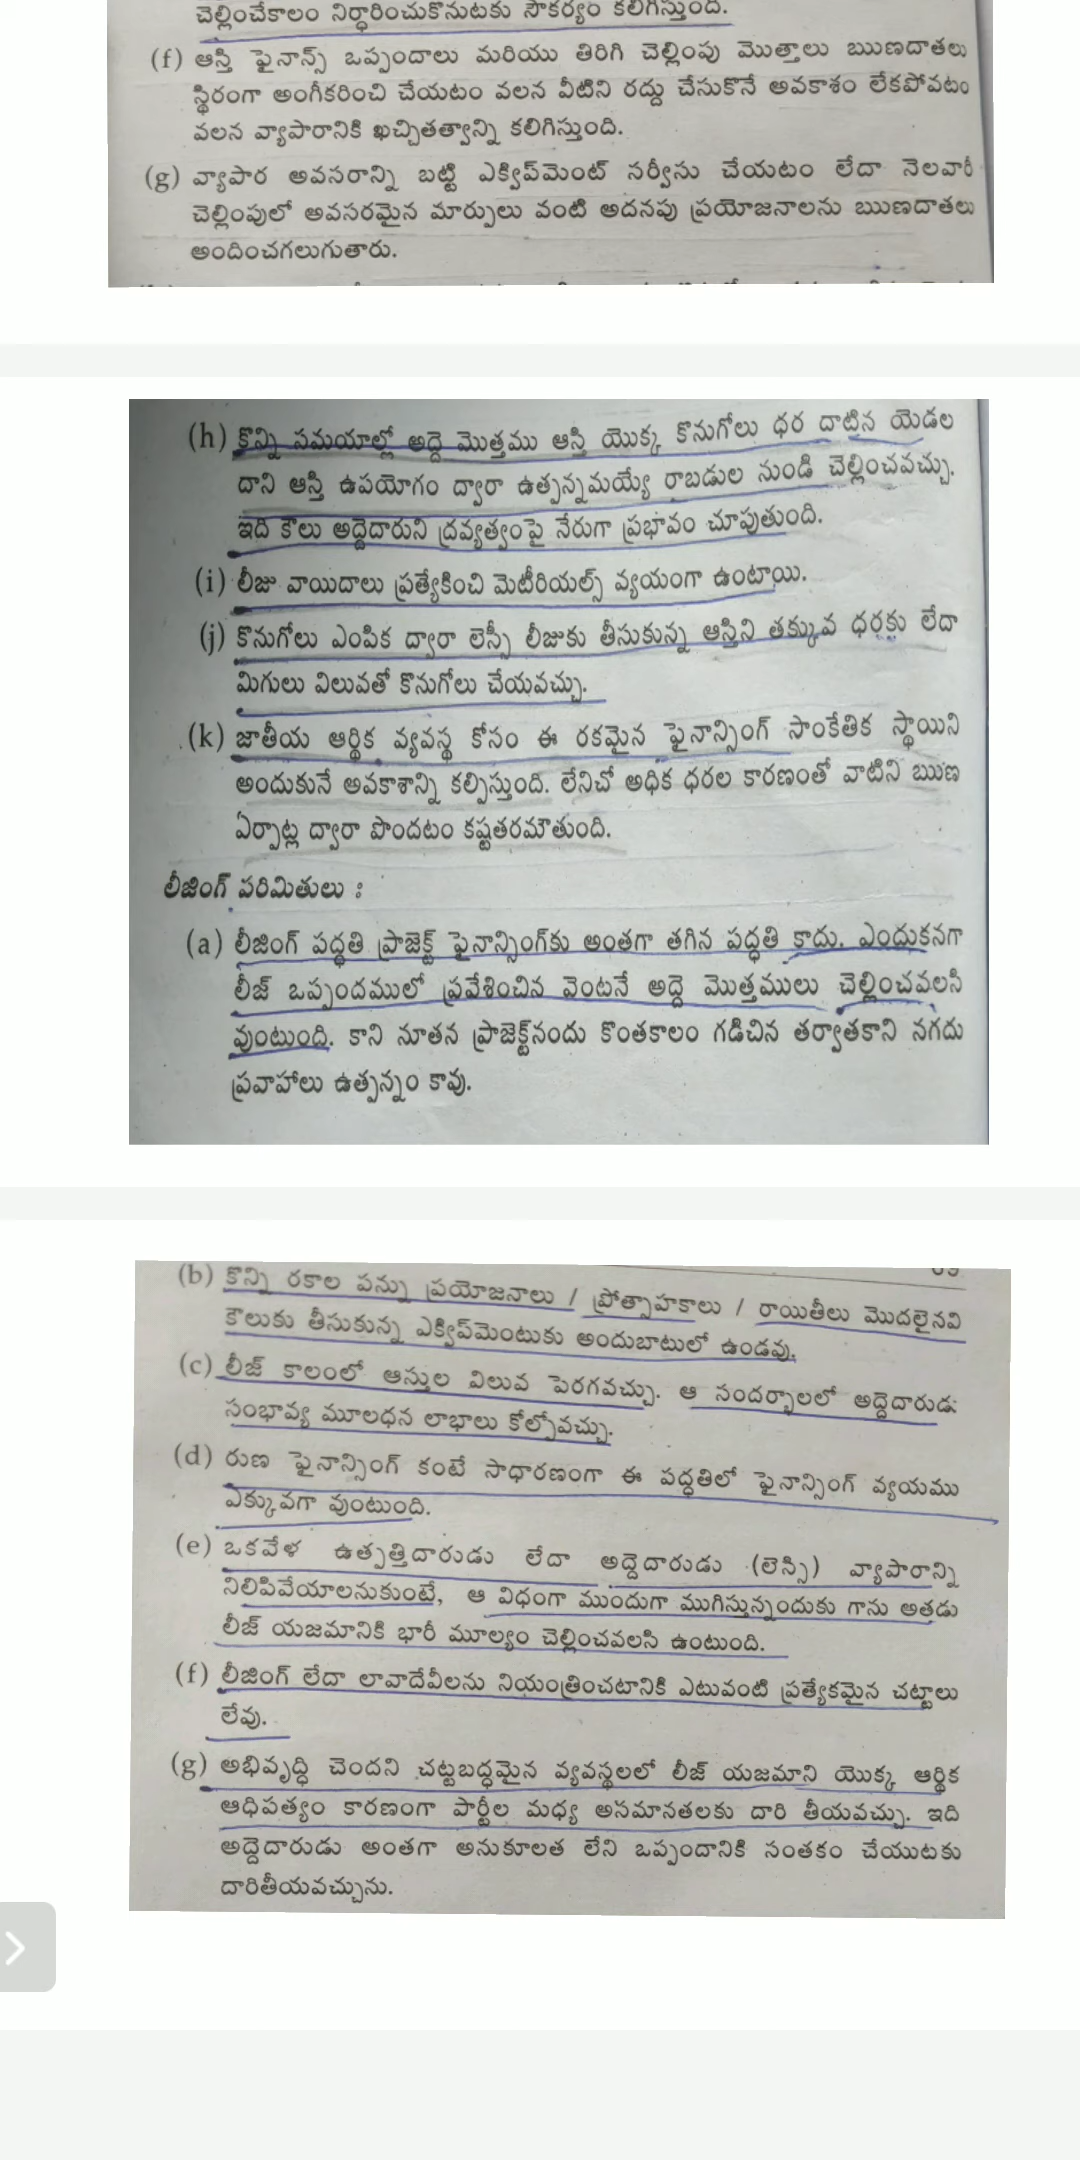 చెల్లించేకాలం నిర్ధారించుకొనుటకు సౌకర్యం కలిగిస్తుంది.
(f) ఆస్తి ఫైనాన్స్ ఒప్పందాలు మరియు తిరిగి చెల్లింపు మొత్తాలు ఋణదాతలు
స్థిరంగా అంగీకరించి చేయటం వలన వీటిని రద్దు చేసుకొనే అవకాశం లేకపోవటం
వలన వ్యాపారానికి ఖచ్చితత్వాన్ని కలిగిస్తుంది.
(g) వ్యాపార అవసరాన్ని బట్టి ఎక్విప్‌మెంట్ సర్వీసు చేయటం లేదా నెలవారీ
చెల్లింపులో అవసరమైన మార్పులు వంటి అదనపు ప్రయోజనాలను ఋణదాతలు
అందించగలుగుతారు.
(h) కొన్ని సమయాల్లో అద్దె మొత్తము ఆస్తి యొక్క కొనుగోలు ధర దాటిన యెడల
దాని ఆస్తి ఉపయోగం ద్వారా ఉత్పన్నమయ్యే రాబడుల నుండి చెల్లించవచ్చు.
ఇది కౌలు అద్దెదారుని ద్రవ్యత్వంపై నేరుగా ప్రభావం చూపుతుంది.
(i) లీజు వాయిదాలు ప్రత్యేకించి మెటీరియల్స్ వ్యయంగా ఉంటాయి.
(j) కొనుగోలు ఎంపిక ద్వారా లెస్సీ లీజుకు తీసుకున్న ఆస్తిని తక్కువ ధరకు లేదా
మిగులు విలువతో కొనుగోలు చేయవచ్చు.
(k) జాతీయ ఆర్థిక వ్యవస్థ కోసం ఈ రకమైన ఫైనాన్సింగ్ సాంకేతిక స్థాయిని
అందుకునే అవకాశాన్ని కల్పిస్తుంది. లేనిచో అధిక ధరల కారణంతో వాటిని ఋణ
ఏర్పాట్ల ద్వారా పొందటం కష్టతరమౌతుంది.
లీజింగ్ పరిమితులు :
(a) లీజింగ్ పద్ధతి ప్రాజెక్ట్ ఫైనాన్సింగ్‌కు అంతగా తగిన పద్ధతి కాదు. ఎందుకనగా
లీజ్ ఒప్పందములో ప్రవేశించిన వెంటనే అద్దె మొత్తములు చెల్లించవలసి
వుంటుంది. కాని నూతన ప్రాజెక్ట్‌నందు కొంతకాలం గడిచిన తర్వాతకాని నగదు
ప్రవాహాలు ఉత్పన్నం కావు.
(b) కొన్ని రకాల పన్ను ప్రయోజనాలు / ప్రోత్సాహకాలు / రాయితీలు మొదలైనవి
కౌలుకు తీసుకున్న ఎక్విప్‌మెంటుకు అందుబాటులో ఉండవు.
(c) లీజ్ కాలంలో ఆస్తుల విలువ పెరగవచ్చు. ఆ సందర్భాలలో అద్దెదారుడు
సంభావ్య మూలధన లాభాలు కోల్పోవచ్చు.
(d) రుణ ఫైనాన్సింగ్ కంటే సాధారణంగా ఈ పద్ధతిలో ఫైనాన్సింగ్ వ్యయము
ఎక్కువగా వుంటుంది.
(e) ఒకవేళ ఉత్పత్తిదారుడు లేదా అద్దెదారుడు (లెస్సి) వ్యాపారాన్ని
నిలిపివేయాలనుకుంటే, ఆ విధంగా ముందుగా ముగిస్తున్నందుకు గాను అతడు
లీజ్ యజమానికి భారీ మూల్యం చెల్లించవలసి ఉంటుంది.
(f) లీజింగ్ లేదా లావాదేవీలను నియంత్రించటానికి ఎటువంటి ప్రత్యేకమైన చట్టాలు
లేవు.
(g) అభివృద్ధి చెందని చట్టబద్ధమైన వ్యవస్థలలో లీజ్ యజమాని యొక్క ఆర్థిక
ఆధిపత్యం కారణంగా పార్టీల మధ్య అసమానతలకు దారి తీయవచ్చు. ఇది
అద్దెదారుడు అంతగా అనుకూలత లేని ఒప్పందానికి సంతకం చేయుటకు
దారితీయవచ్చును.